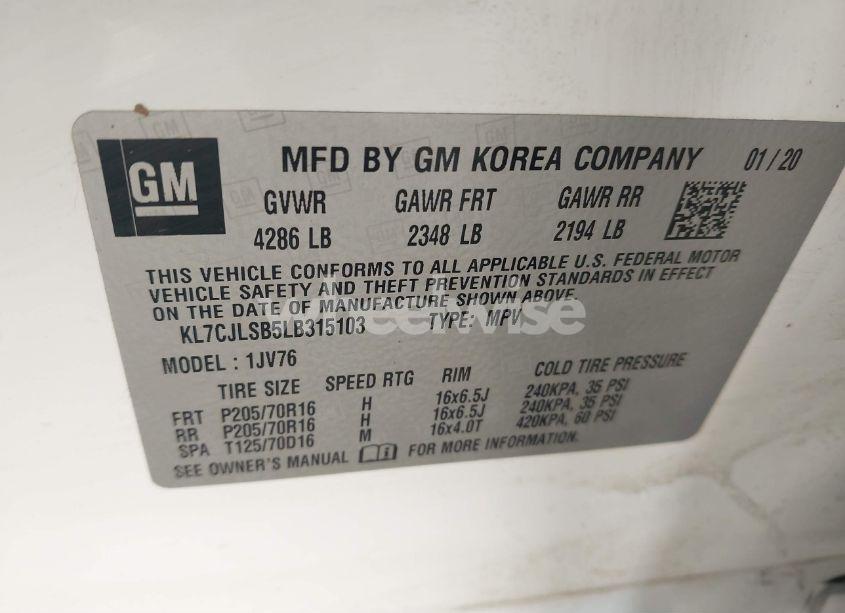 GM MFD BY GM KOREA COMPANY 01/20
GVWR GAWR FRT GAWR RR
4286 LB 2348 LB 2194 LB
THIS VEHICLE CONFORMS TO ALL APPLICABLE U.S. FEDERAL MOTOR
VEHICLE SAFETY AND THEFT PREVENTION STANDARDS IN EFFECT
ON THE DATE OF MANUFACTURE SHOWN ABOVE.
KL7CJLSB5LB315103 TYPE: MPV
MODEL : 1JV76
TIRE SIZE SPEED RTG RIM COLD TIRE PRESSURE
FRT P205/70R16 H 16x6.5J 240KPA, 35 PSI
RR P205/70R16 H 16x6.5J 240KPA, 35 PSI
SPA T125/70D16 M 16x4.0T 420KPA, 60 PSI
SEE OWNER'S MANUAL FOR MORE INFORMATION.